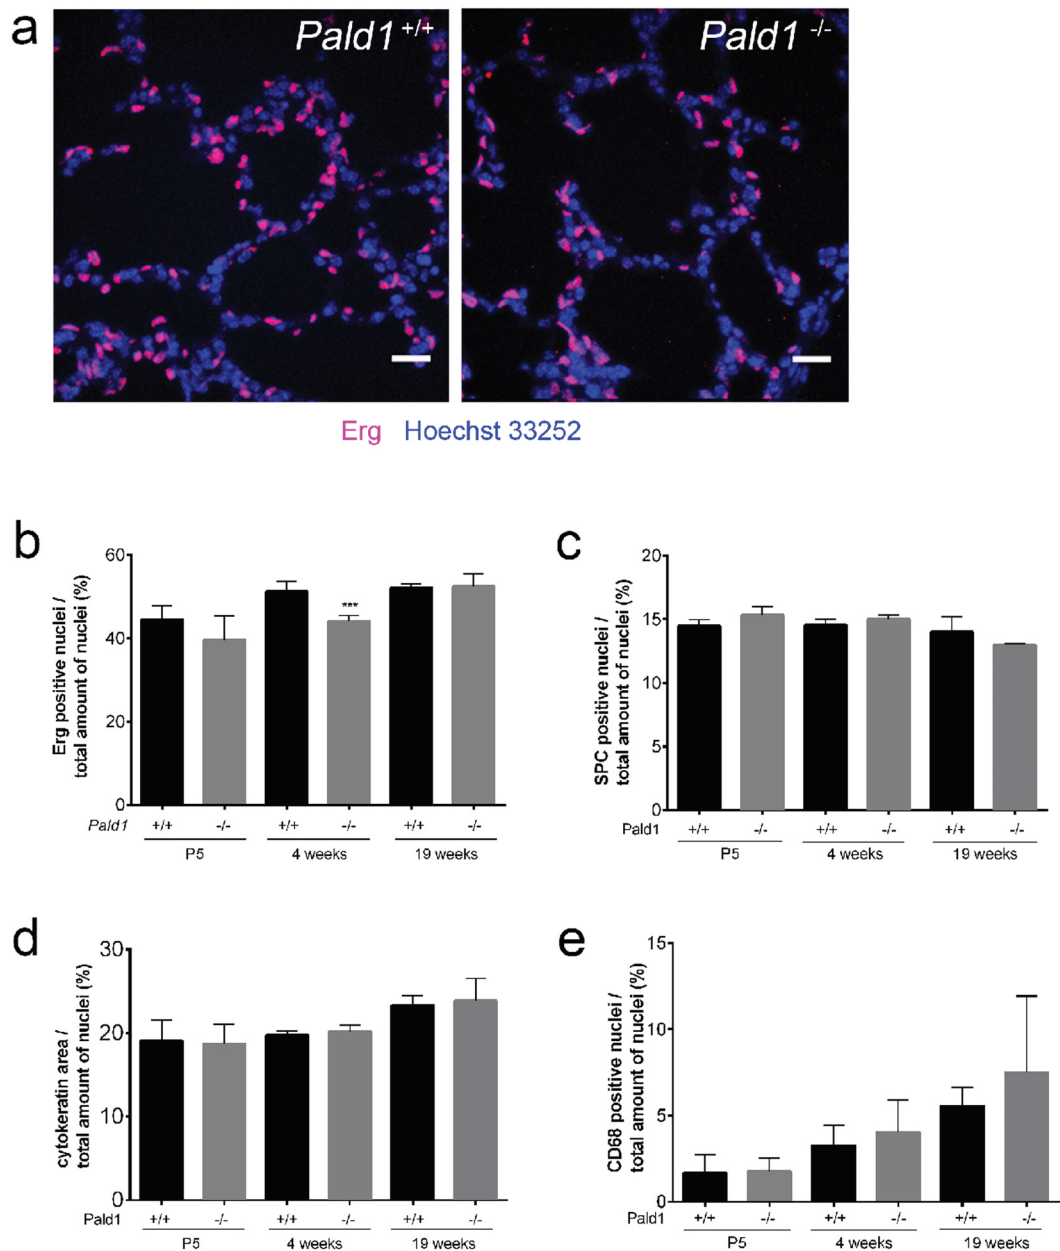 a
Pald1 +/+
Pald1 -/-
Erg Hoechst 33252
b
Erg positive nuclei /
total amount of nuclei (%)
60
40
20
0
***
Pald1 +/+ -/- +/+ -/- +/+ -/-
P5 4 weeks 19 weeks
c
SPC positive nuclei /
total amount of nuclei (%)
20
15
10
5
0
Pald1 +/+ -/- +/+ -/- +/+ -/-
P5 4 weeks 19 weeks
d
cytokeratin area /
total amount of nuclei (%)
30
20
10
0
Pald1 +/+ -/- +/+ -/- +/+ -/-
P5 4 weeks 19 weeks
e
CD68 positive nuclei /
total amount of nuclei (%)
15
10
5
0
Pald1 +/+ -/- +/+ -/- +/+ -/-
P5 4 weeks 19 weeks